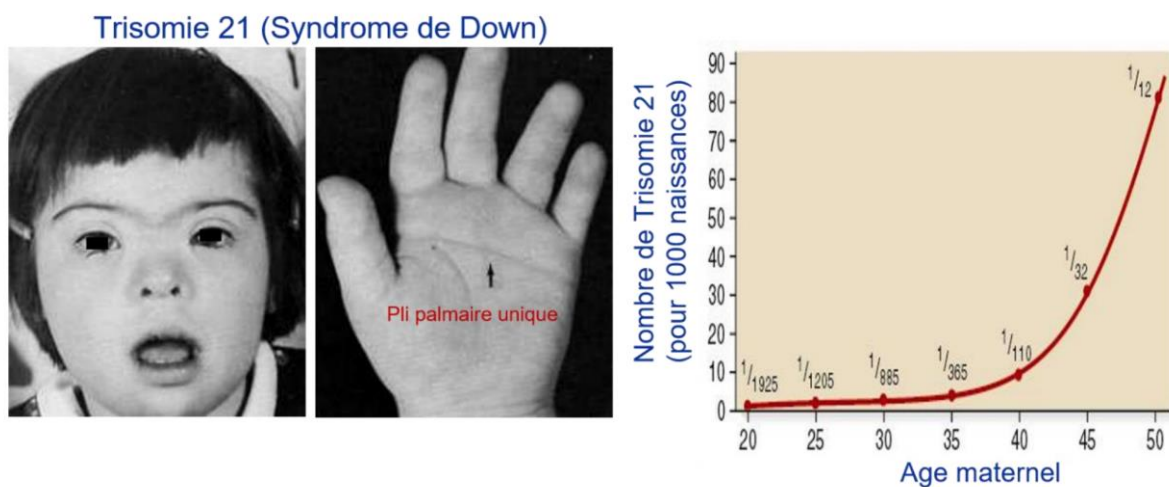 Trisomie 21 (Syndrome de Down)
Pli palmaire unique
Nombre de Trisomie 21
(pour 1000 naissances)
90
80
70
60
50
40
30
20
10
0
1/1925
1/1205
1/885
1/365
1/110
1/32
1/12
20 25 30 35 40 45 50
Age maternel